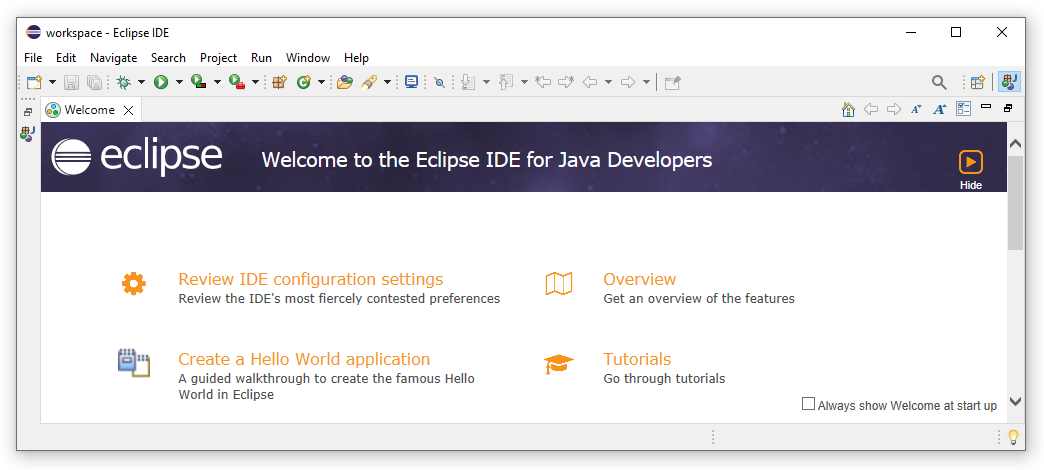 workspace - Eclipse IDE
File Edit Navigate Search Project Run Window Help
Welcome
eclipse
Welcome to the Eclipse IDE for Java Developers
Hide
Review IDE configuration settings
Review the IDE's most fiercely contested preferences
Overview
Get an overview of the features
Create a Hello World application
A guided walkthrough to create the famous Hello
World in Eclipse
Tutorials
Go through tutorials
Always show Welcome at start up